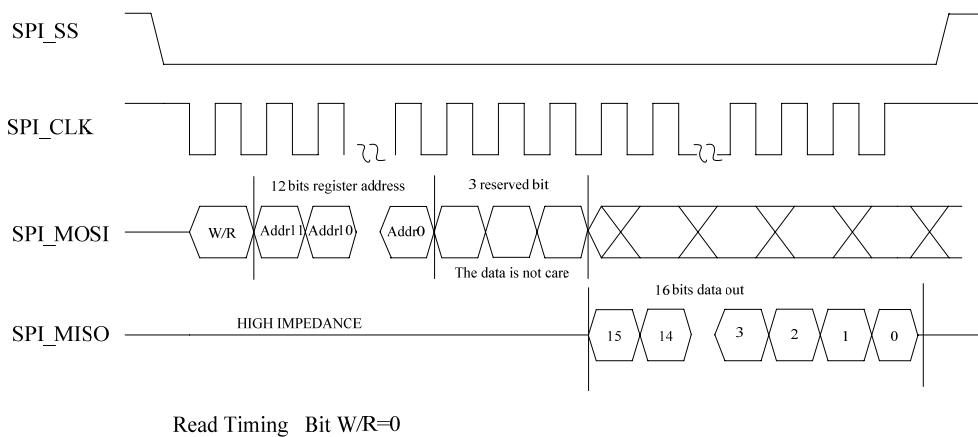 SPI_SS
SPI_CLK
12 bits register address
3 reserved bit
SPI_MOSI
W/R
Addr11
Addr10
Addr0
The data is not care
16 bits data out
SPI_MISO
HIGH IMPEDANCE
15
14
3
2
1
0
Read Timing Bit W/R=0